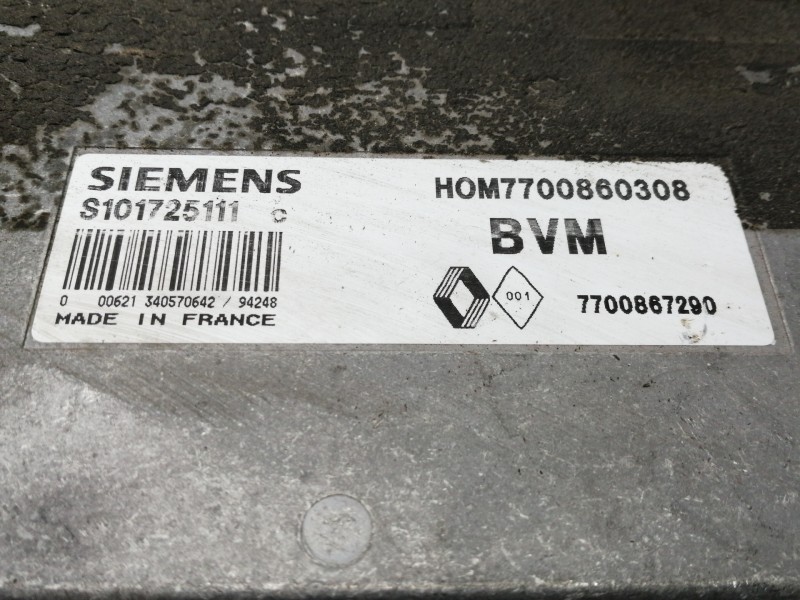 SIEMENS
S101725111 C
0 00621 340570642 / 94248
MADE IN FRANCE
HOM7700860308
BVM
001
7700867290